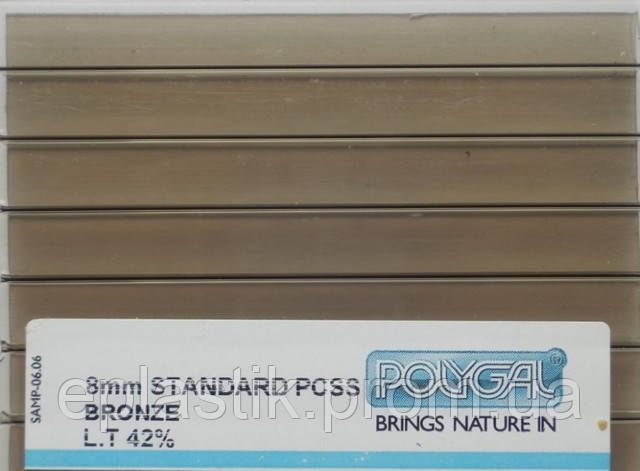 SAMP-06.06
8mm STANDARD PCSS
BRONZE
L.T 42%
POLYGAL®
BRINGS NATURE IN
eplastik.prom.ua